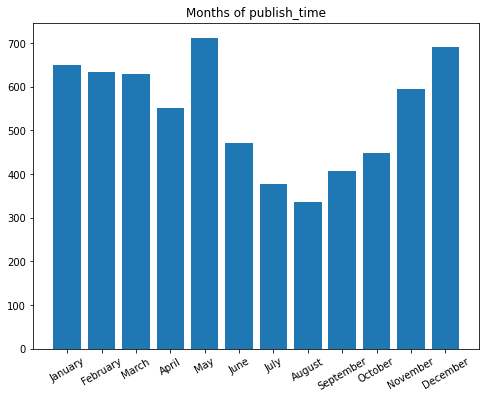 Months of publish_time
700
600
500
400
300
200
100
0
January
February
March
April
May
June
July
August
September
October
November
December